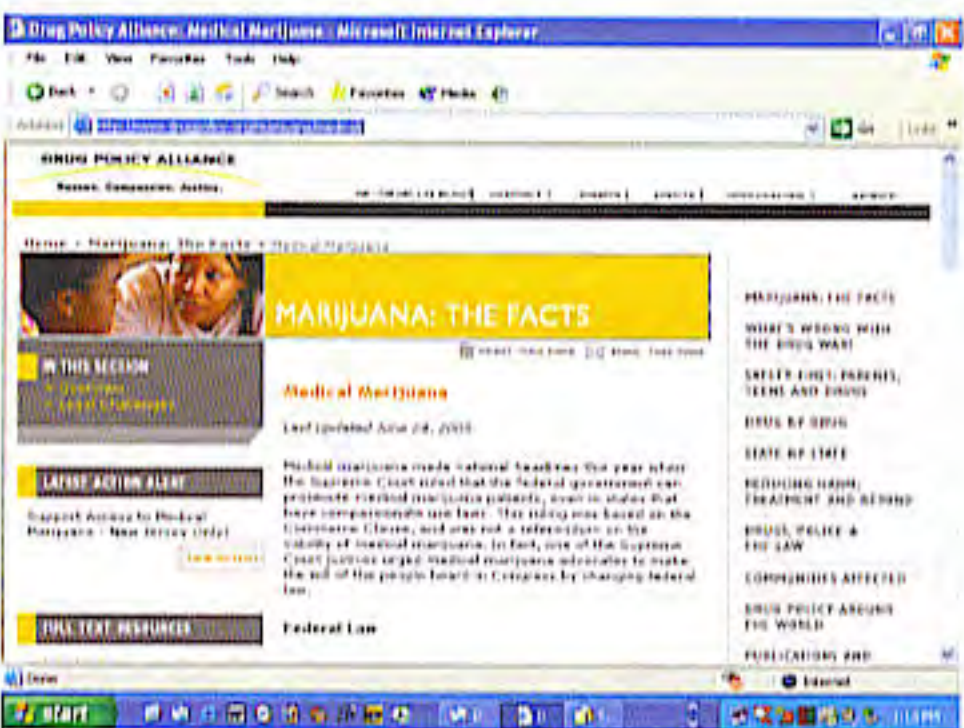 Drug Policy Alliance: Medical Marijuana - Microsoft Internet Explorer
File Edit View Favorites Tools Help
Back Search Favorites Media
Address Go Links
DRUG POLICY ALLIANCE
Reason. Compassion. Justice.
Home Marijuana: The Facts Medical Marijuana
MARIJUANA: THE FACTS
IN THIS SECTION
Overview
Legal Challenges
LATEST ACTION ALERT
Support Access to Medical
Marijuana - New Jersey Only!
FULL TEXT RESOURCES
Medical Marijuana
Last updated June 2005
Medical marijuana made national headlines this year when
the Supreme Court ruled that the federal government can
prosecute medical marijuana patients, even in states that
have compassionate use laws. This ruling was based on the
Commerce Clause, and was not a referendum on the
validity of medical marijuana. In fact, one of the Supreme
Court justices urged medical marijuana advocates to make
the will of the people heard in Congress by changing federal
law.
Federal Law
MARIJUANA: THE FACTS
WHAT'S WRONG WITH
THE DRUG WAR?
SAFETY FIRST: PARENTS,
TEENS AND DRUGS
DRUG BY DRUG
STATE BY STATE
REDUCING HARM:
TREATMENT AND BEYOND
DRUGS, POLICE &
THE LAW
COMMUNITIES AFFECTED
DRUG POLICY AROUND
THE WORLD
PUBLICATIONS AND
Done
Internet
start